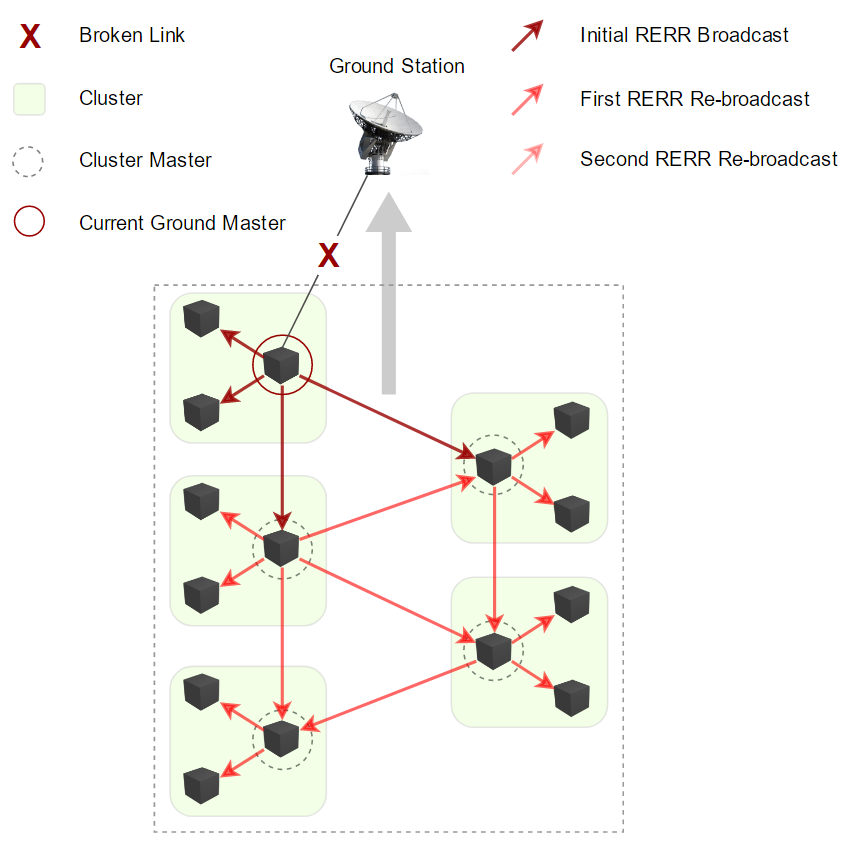 X Broken Link
Cluster
Cluster Master
Current Ground Master
Ground Station
Initial RERR Broadcast
First RERR Re-broadcast
Second RERR Re-broadcast
X